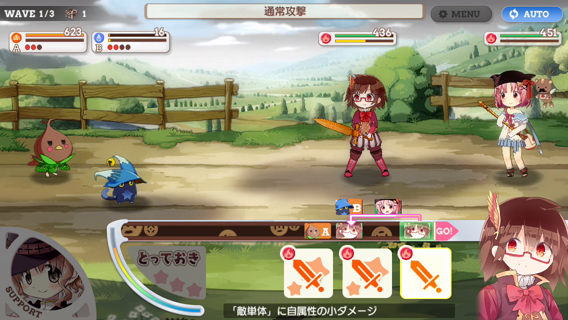 WAVE 1/3 1
通常攻撃
MENU
AUTO
623
A
16
B
436
451
B
A
GO!
とっておき
SUPPORT
「敵単体」に自属性の小ダメージ